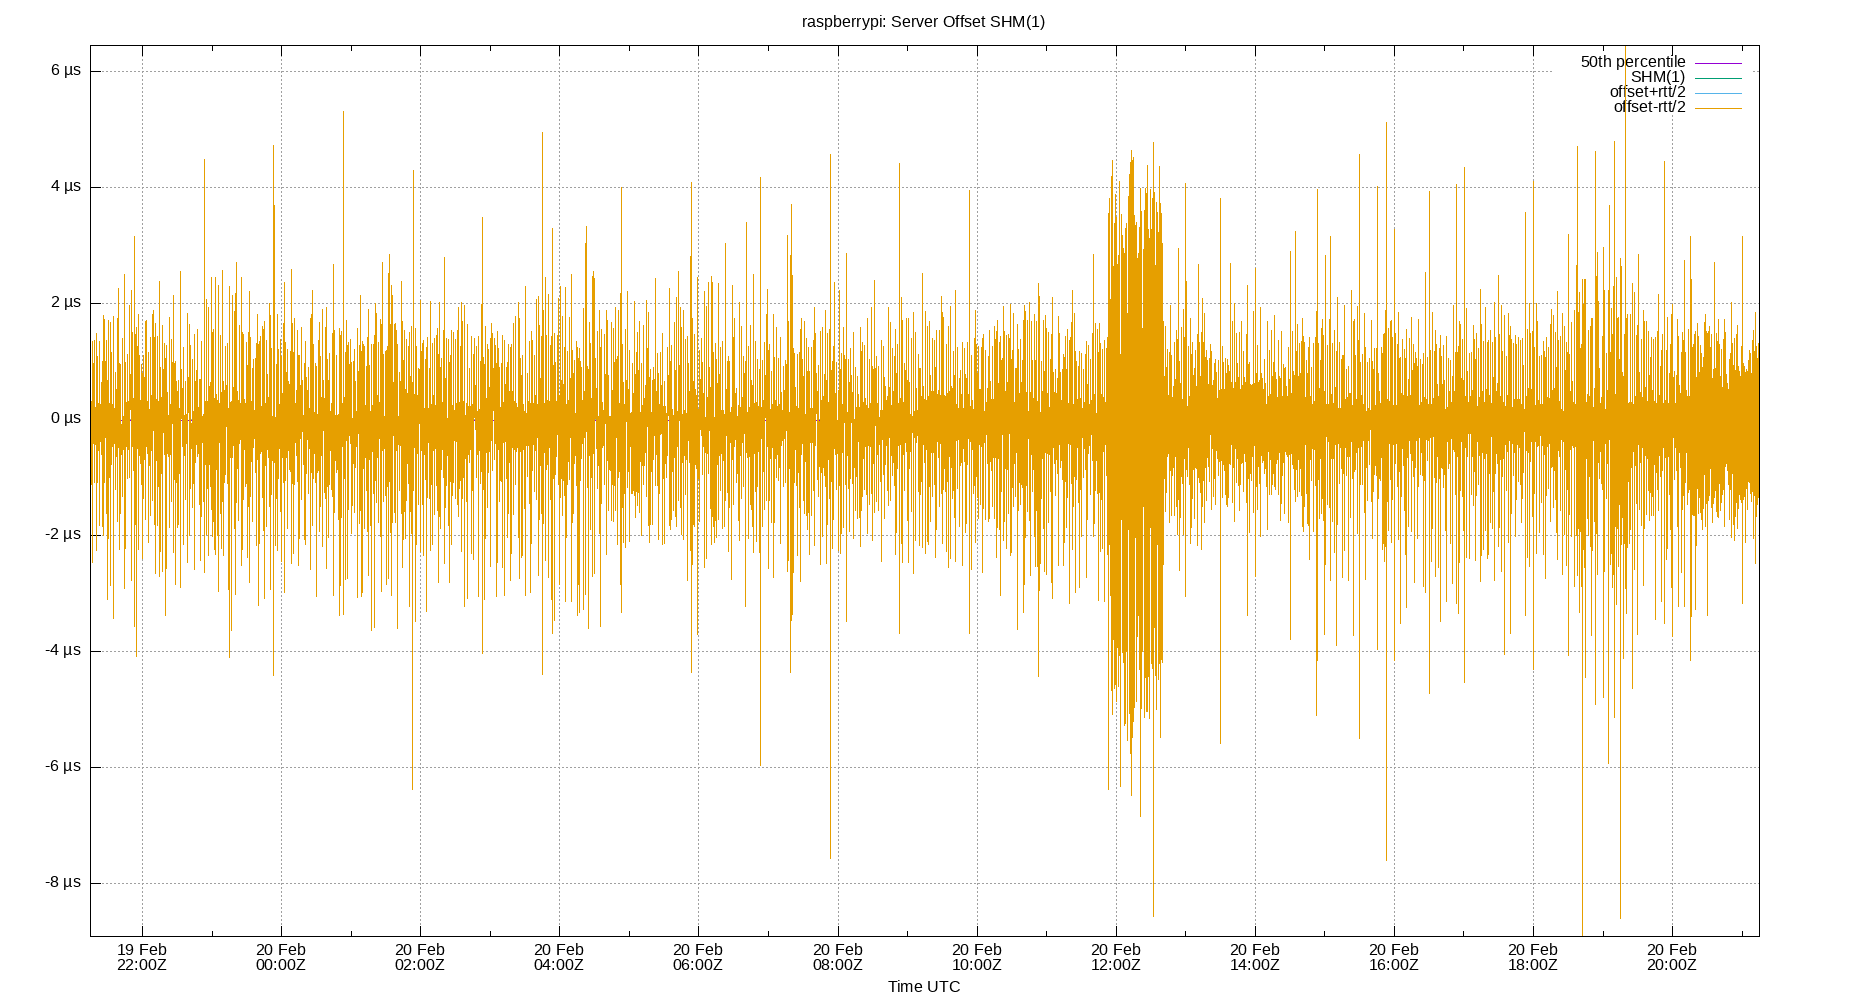 raspberrypi: Server Offset SHM(1)
50th percentile
SHM(1)
offset+rtt/2
offset-rtt/2
6 µs
4 µs
2 µs
0 µs
-2 µs
-4 µs
-6 µs
-8 µs
19 Feb 20 Feb 20 Feb 20 Feb 20 Feb 20 Feb 20 Feb 20 Feb 20 Feb 20 Feb 20 Feb 20 Feb
22:00Z 00:00Z 02:00Z 04:00Z 06:00Z 08:00Z 10:00Z 12:00Z 14:00Z 16:00Z 18:00Z 20:00Z
Time UTC